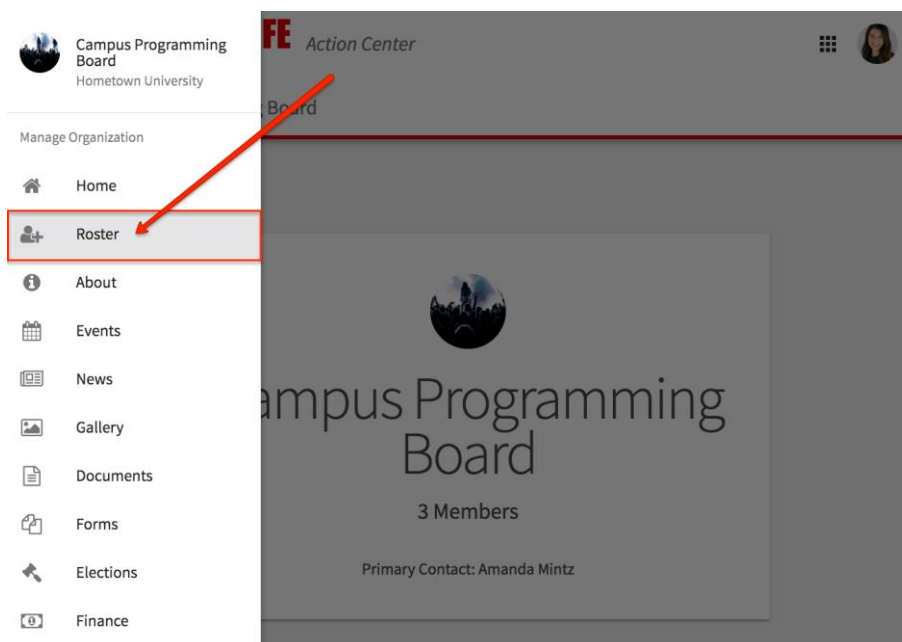 Campus Programming
Board
Hometown University
FE Action Center
Board
Manage Organization
Home
Roster
About
Events
News
Gallery
Documents
Forms
Elections
Finance
ampus Programming
Board
3 Members
Primary Contact: Amanda Mintz